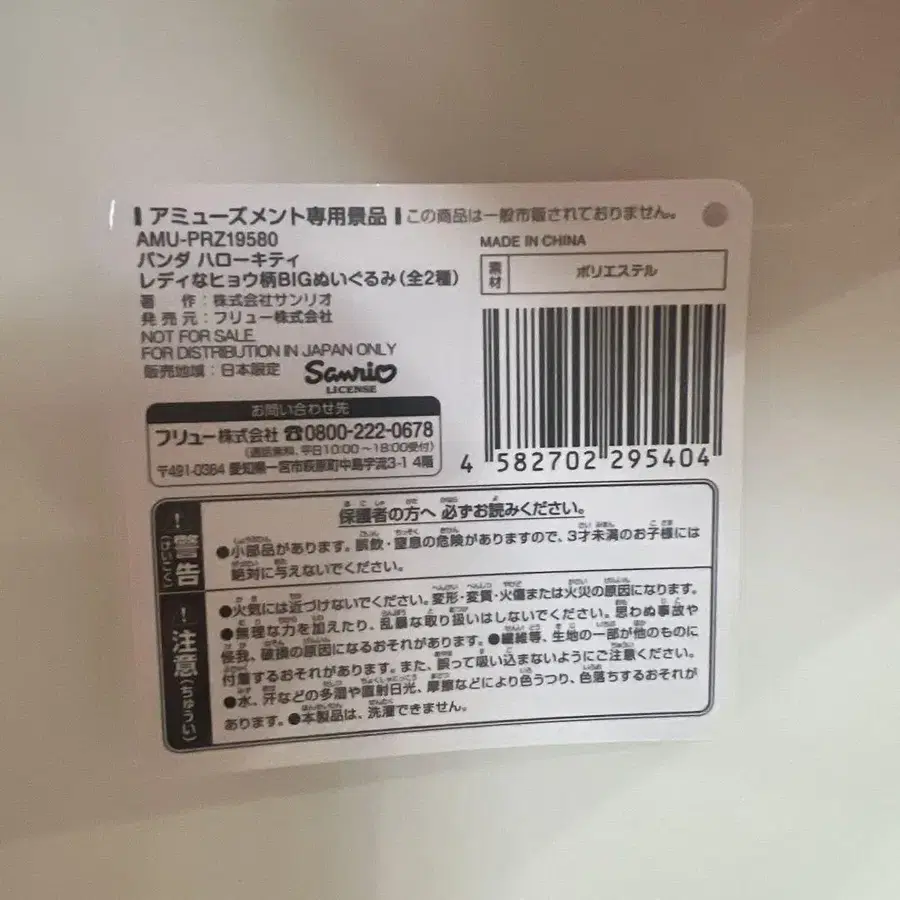 アミューズメント専用景品 この商品は一般市販されておりません。
AMU-PRZ19580
パンダ ハローキティ
レディなヒョウ柄BIGぬいぐるみ(全2種)
著 作:株式会社サンリオ
発売元:フリュー株式会社
NOT FOR SALE
FOR DISTRIBUTION IN JAPAN ONLY
販売地域:日本限定
Sanrio
LICENSE
MADE IN CHINA
素材 ポリエステル
4 582702 295404
お問い合わせ先
フリュー株式会社 ☎0800-222-0678
(通話無料、平日10:00~18:00受付)
〒491-0364 愛知県一宮市萩原町中島字流3-1 4階
!警告(けいこく)
保護者の方へ 必ずお読みください。
●小部品があります。誤飲・窒息の危険がありますので、3才未満のお子様には
絶対に与えないでください。
!注意(ちゅうい)
●火気には近づけないでください。変形・変質・火傷または火災の原因になります。
●無理な力を加えたり、乱暴な取り扱いはしないでください。思わぬ事故や
怪我、破損の原因になるおそれがあります。●繊維等、生地の一部が他のものに
付着するおそれがあります。また、誤って吸い込まないようにご注意ください。
●水、汗などの多湿や直射日光、摩擦などにより色うつり、色落ちするおそれが
あります。●本製品は、洗濯できません。